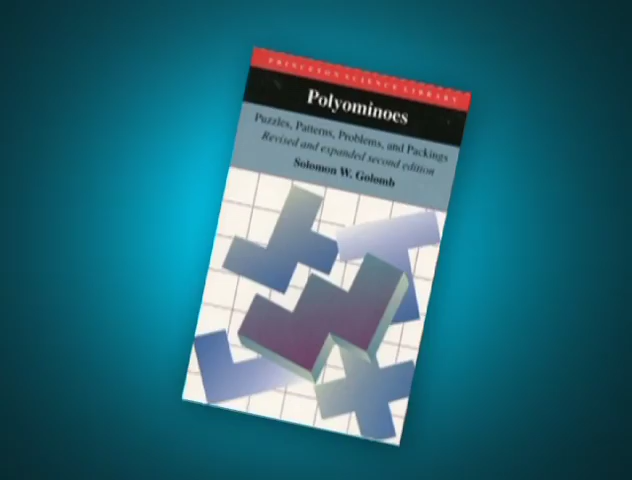 PRINCETON SCIENCE LIBRARY
Polyominoes
Puzzles, Patterns, Problems, and Packings
Revised and expanded second edition
Solomon W. Golomb